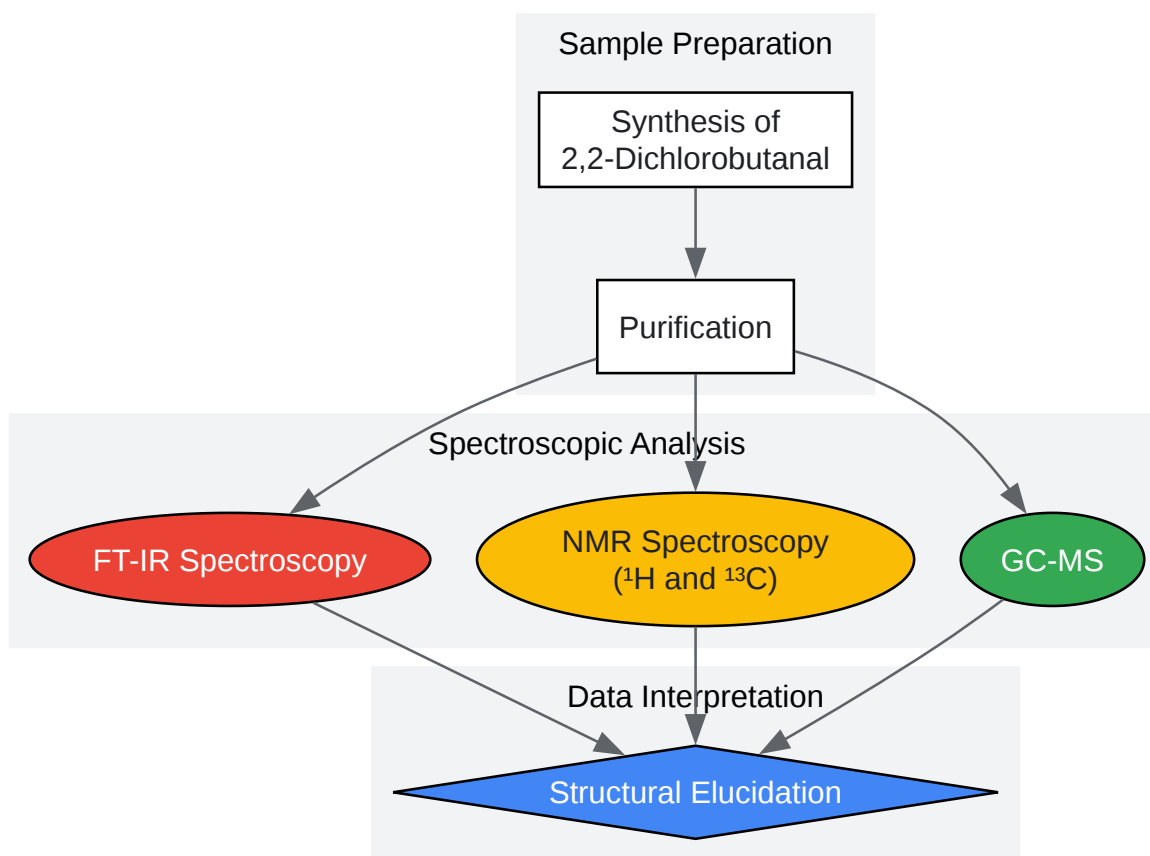 Sample Preparation
Synthesis of
2,2-Dichlorobutanal
Purification
Spectroscopic Analysis
FT-IR Spectroscopy
NMR Spectroscopy
(¹H and ¹³C)
GC-MS
Data Interpretation
Structural Elucidation